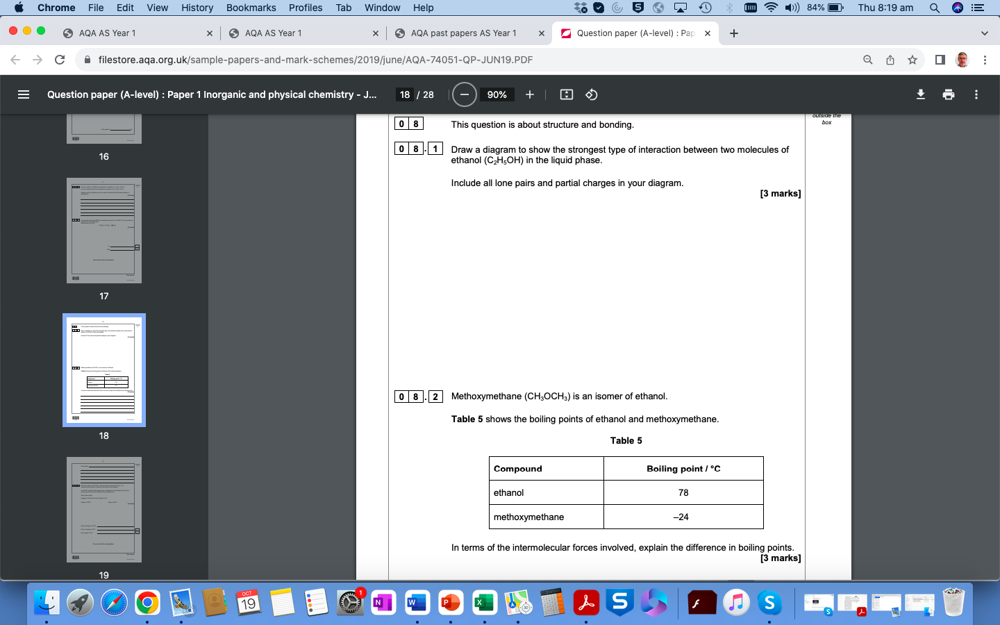 Chrome File Edit View History Bookmarks Profiles Tab Window Help 84% Thu 8:19 am
AQA AS Year 1 AQA AS Year 1 AQA past papers AS Year 1 Question paper (A-level) : Pap
filestore.aqa.org.uk/sample-papers-and-mark-schemes/2019/june/AQA-74051-QP-JUN19.PDF
Question paper (A-level) : Paper 1 Inorganic and physical chemistry - J... 18 / 28 90%
outside the
box
0 8 This question is about structure and bonding.
0 8 . 1 Draw a diagram to show the strongest type of interaction between two molecules of
ethanol (C₂H₅OH) in the liquid phase.
Include all lone pairs and partial charges in your diagram.
[3 marks]
0 8 . 2 Methoxymethane (CH₃OCH₃) is an isomer of ethanol.
Table 5 shows the boiling points of ethanol and methoxymethane.
Table 5
Compound Boiling point / °C
ethanol 78
methoxymethane –24
In terms of the intermolecular forces involved, explain the difference in boiling points.
[3 marks]
16
17
18
19
OCT
19
1